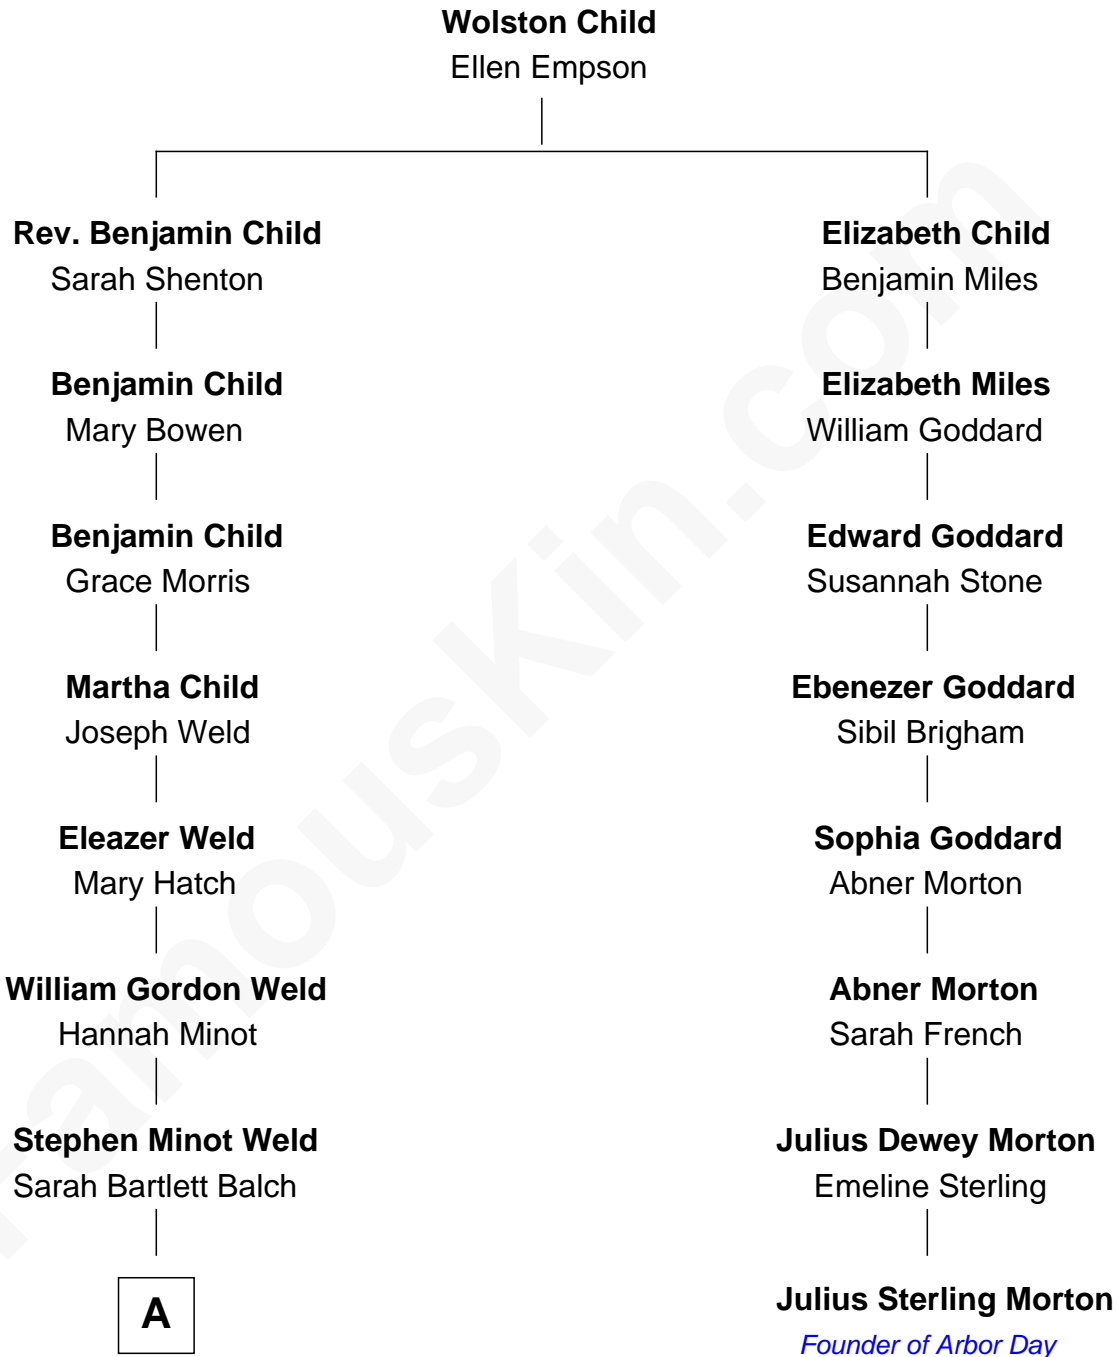 Wolston Child
Ellen Empson
Rev. Benjamin Child
Sarah Shenton
Benjamin Child
Mary Bowen
Benjamin Child
Grace Morris
Martha Child
Joseph Weld
Eleazer Weld
Mary Hatch
William Gordon Weld
Hannah Minot
Stephen Minot Weld
Sarah Bartlett Balch
A
Elizabeth Child
Benjamin Miles
Elizabeth Miles
William Goddard
Edward Goddard
Susannah Stone
Ebenezer Goddard
Sibil Brigham
Sophia Goddard
Abner Morton
Abner Morton
Sarah French
Julius Dewey Morton
Emeline Sterling
Julius Sterling Morton
Founder of Arbor Day
FamousKin.com